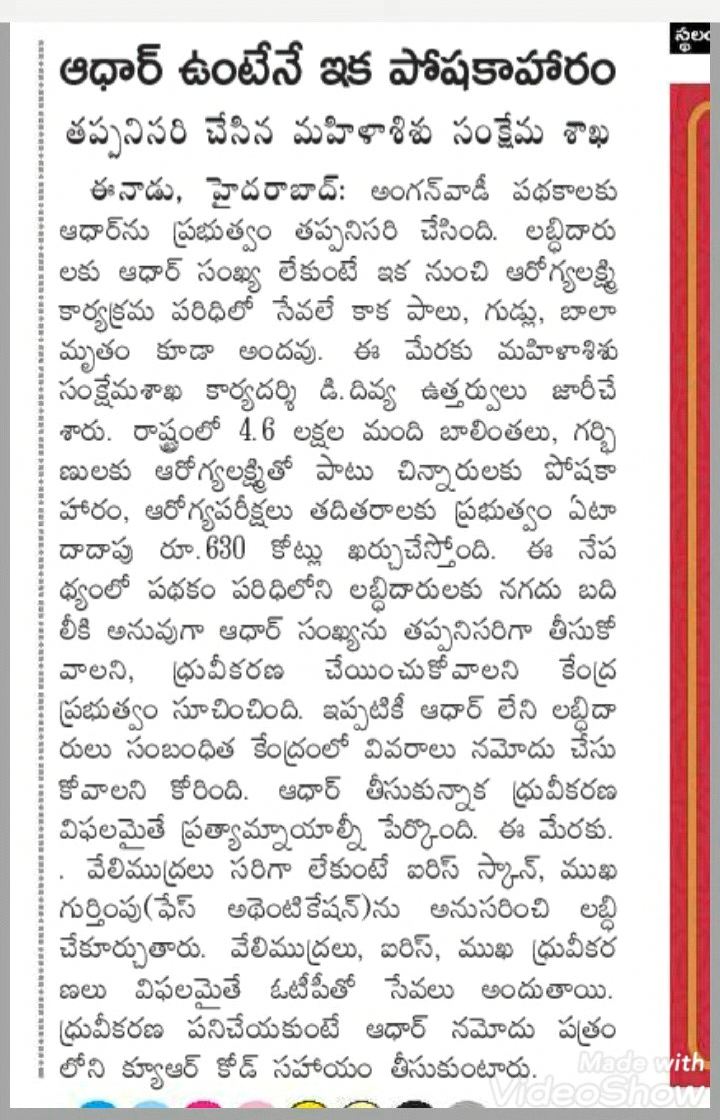 స్థలం
ఆధార్ ఉంటేనే ఇక పోషకాహారం
తప్పనిసరి చేసిన మహిళాశిశు సంక్షేమ శాఖ
ఈనాడు, హైదరాబాద్: అంగన్‌వాడీ పథకాలకు
ఆధార్‌ను ప్రభుత్వం తప్పనిసరి చేసింది. లబ్ధిదారు
లకు ఆధార్ సంఖ్య లేకుంటే ఇక నుంచి ఆరోగ్యలక్ష్మి
కార్యక్రమ పరిధిలో సేవలే కాక పాలు, గుడ్లు, బాలా
మృతం కూడా అందవు. ఈ మేరకు మహిళాశిశు
సంక్షేమశాఖ కార్యదర్శి డి.దివ్య ఉత్తర్వులు జారీచే
శారు. రాష్ట్రంలో 4.6 లక్షల మంది బాలింతలు, గర్భి
ణులకు ఆరోగ్యలక్ష్మితో పాటు చిన్నారులకు పోషకా
హారం, ఆరోగ్యపరీక్షలు తదితరాలకు ప్రభుత్వం ఏటా
దాదాపు రూ.630 కోట్లు ఖర్చుచేస్తోంది. ఈ నేప
థ్యంలో పథకం పరిధిలోని లబ్ధిదారులకు నగదు బది
లీకి అనువుగా ఆధార్ సంఖ్యను తప్పనిసరిగా తీసుకో
వాలని, ధ్రువీకరణ చేయించుకోవాలని కేంద్ర
ప్రభుత్వం సూచించింది. ఇప్పటికీ ఆధార్ లేని లబ్ధిదా
రులు సంబంధిత కేంద్రంలో వివరాలు నమోదు చేసు
కోవాలని కోరింది. ఆధార్ తీసుకున్నాక ధ్రువీకరణ
విఫలమైతే ప్రత్యామ్నాయాల్నీ పేర్కొంది. ఈ మేరకు.
. వేలిముద్రలు సరిగా లేకుంటే ఐరిస్ స్కాన్, ముఖ
గుర్తింపు(ఫేస్ అథెంటికేషన్)ను అనుసరించి లబ్ధి
చేకూర్చుతారు. వేలిముద్రలు, ఐరిస్, ముఖ ధ్రువీకర
ణలు విఫలమైతే ఓటీపీతో సేవలు అందుతాయి.
ధ్రువీకరణ పనిచేయకుంటే ఆధార్ నమోదు పత్రం
లోని క్యూఆర్ కోడ్ సహాయం తీసుకుంటారు.
Made with
VideoShow